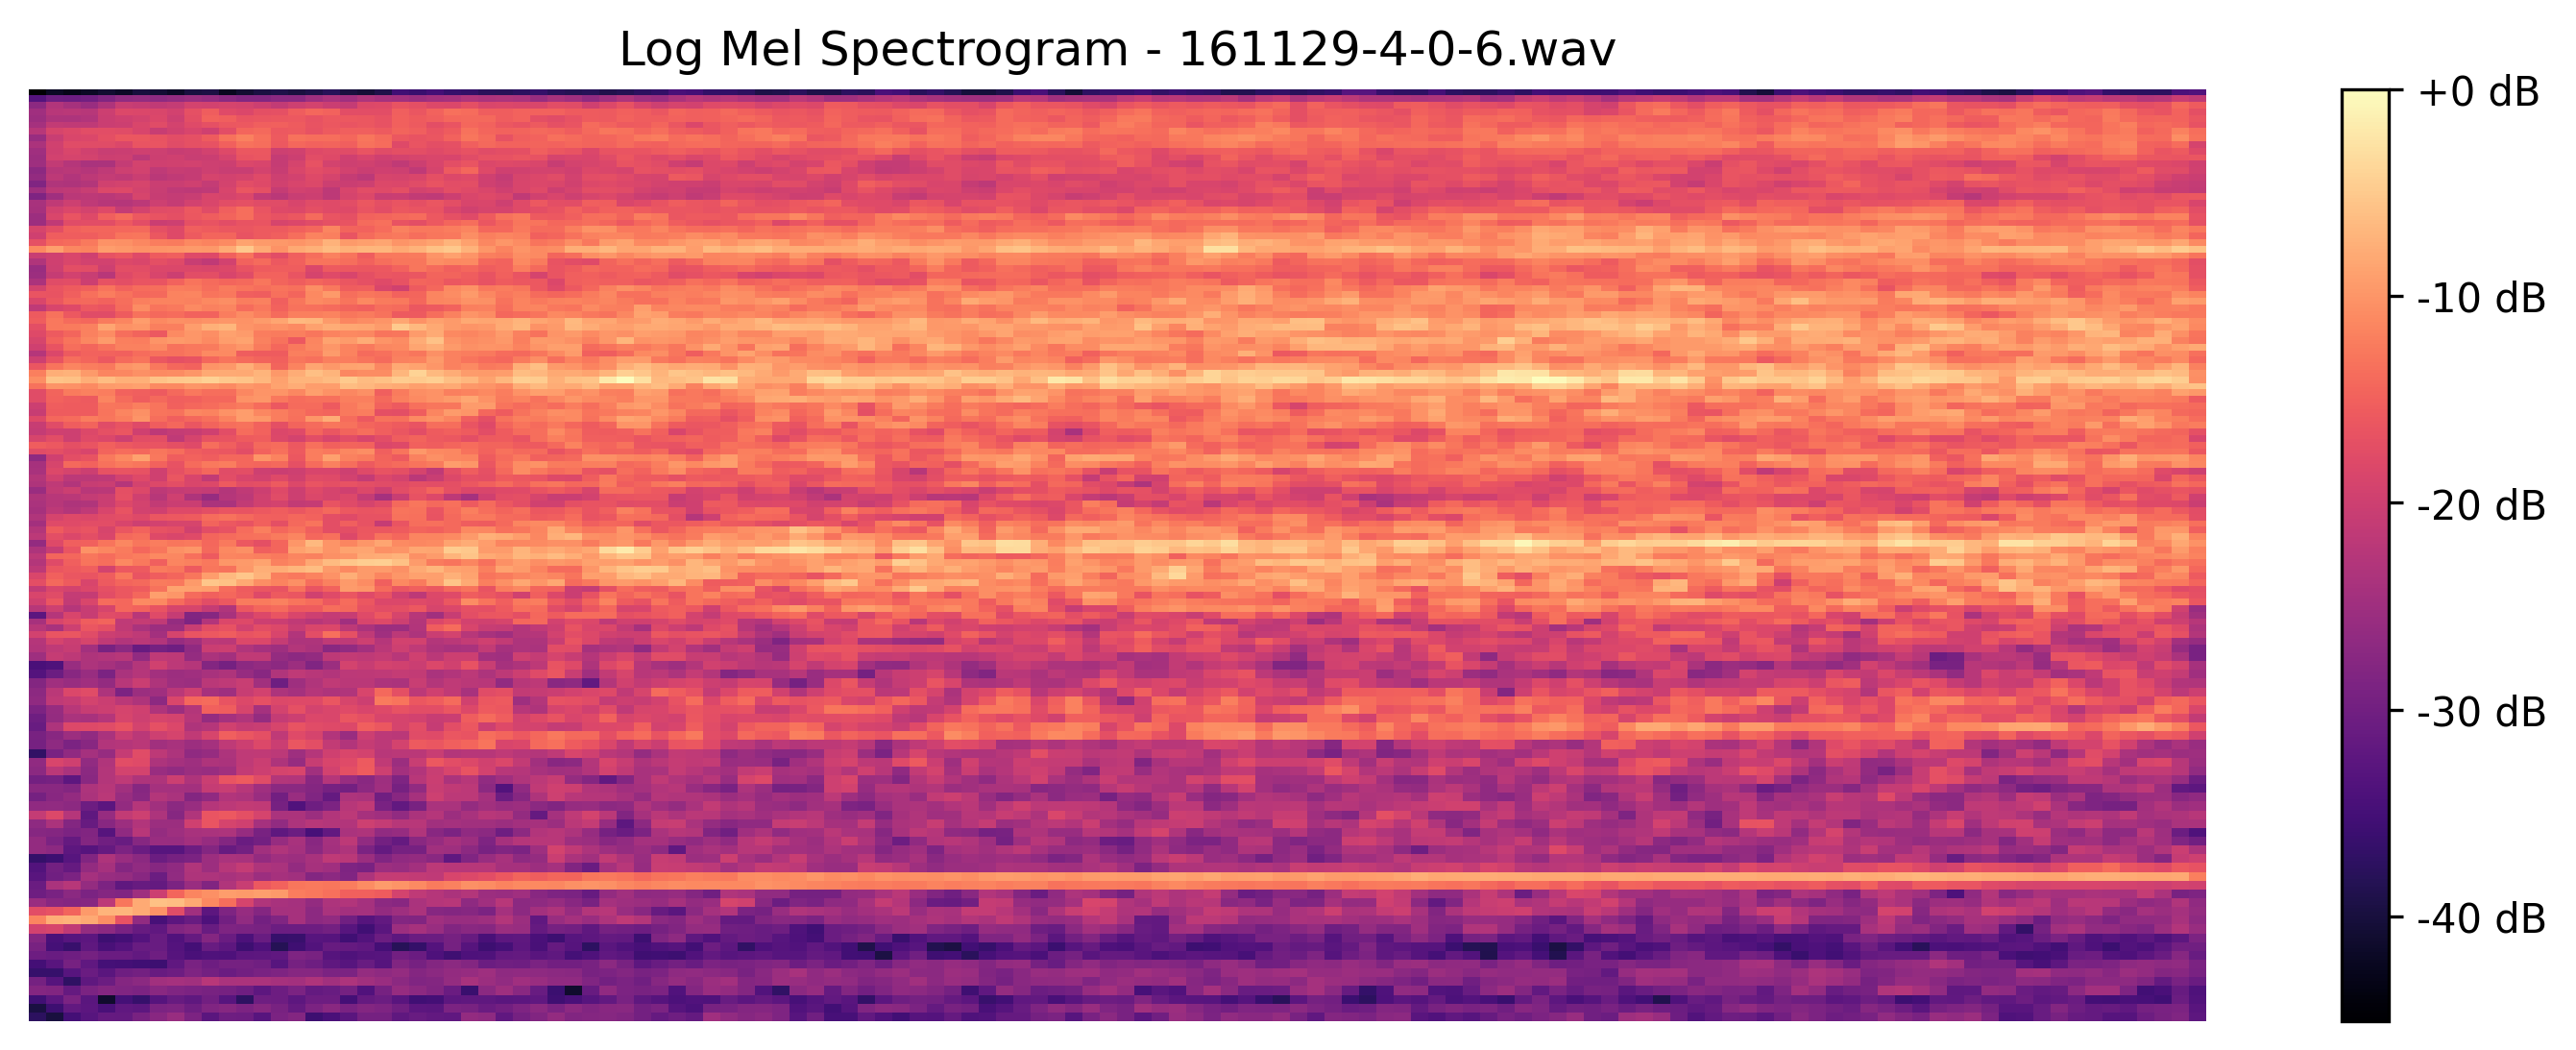 Log Mel Spectrogram - 161129-4-0-6.wav
+0 dB
-10 dB
-20 dB
-30 dB
-40 dB